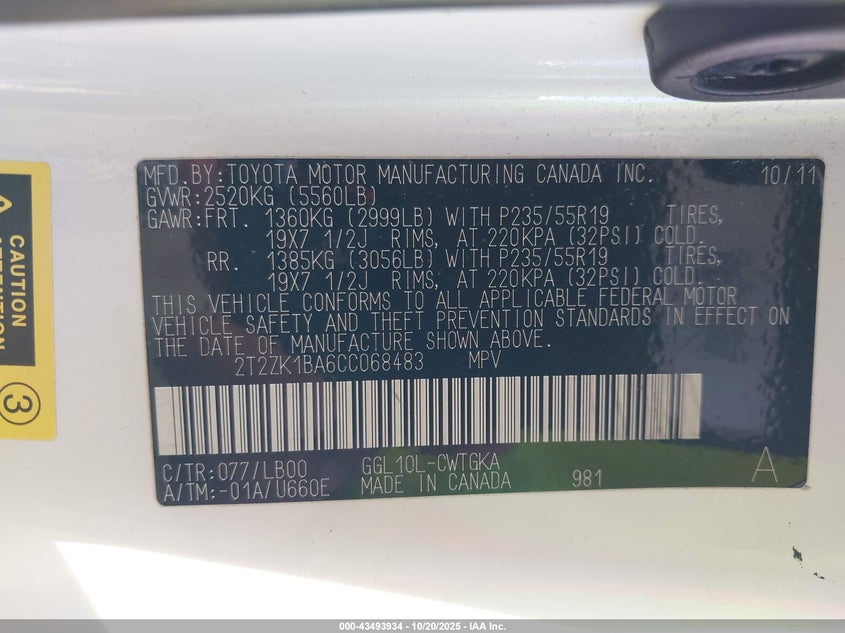 MFD.BY:TOYOTA MOTOR MANUFACTURING CANADA INC. 10/11
GVWR:2520KG (5560LB)
GAWR:FRT. 1360KG (2999LB) WITH P235/55R19 TIRES,
19X7 1/2J RIMS, AT 220KPA (32PSI) COLD.
RR. 1385KG (3056LB) WITH P235/55R19 TIRES,
19X7 1/2J RIMS, AT 220KPA (32PSI) COLD.
THIS VEHICLE CONFORMS TO ALL APPLICABLE FEDERAL MOTOR
VEHICLE SAFETY AND THEFT PREVENTION STANDARDS IN EFFECT ON
THE DATE OF MANUFACTURE SHOWN ABOVE.
2T2ZK1BA6CC068483 MPV
C/TR:077/LB00 GGL10L-CWTGKA
A/TM:-01A/U660E MADE IN CANADA 981 A
CAUTION
ATTENTION
3
000-43493934 - 10/20/2025 - IAA Inc.